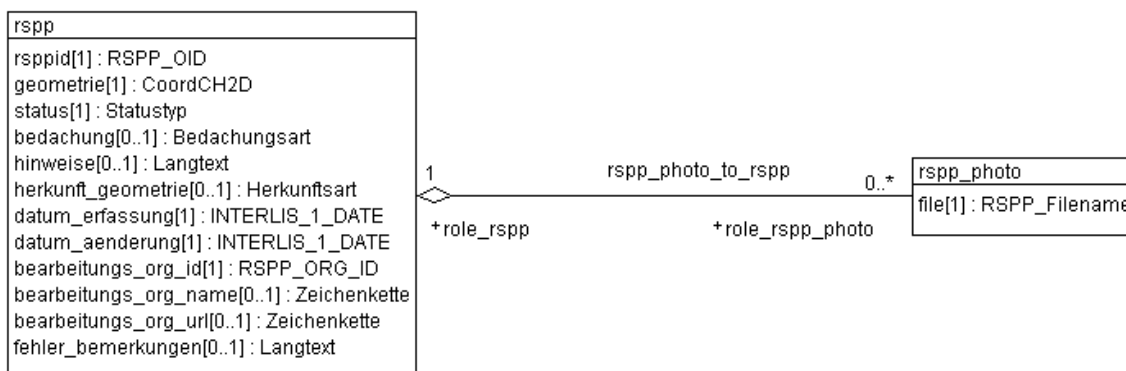 rspp
rsppid[1] : RSPP_OID
geometrie[1] : CoordCH2D
status[1] : Statustyp
bedachung[0..1] : Bedachungsart
hinweise[0..1] : Langtext
herkunft_geometrie[0..1] : Herkunftsart
datum_erfassung[1] : INTERLIS_1_DATE
datum_aenderung[1] : INTERLIS_1_DATE
bearbeitungs_org_id[1] : RSPP_ORG_ID
bearbeitungs_org_name[0..1] : Zeichenkette
bearbeitungs_org_url[0..1] : Zeichenkette
fehler_bemerkungen[0..1] : Langtext
1
rspp_photo_to_rspp
0..*
+role_rspp
+role_rspp_photo
rspp_photo
file[1] : RSPP_Filename